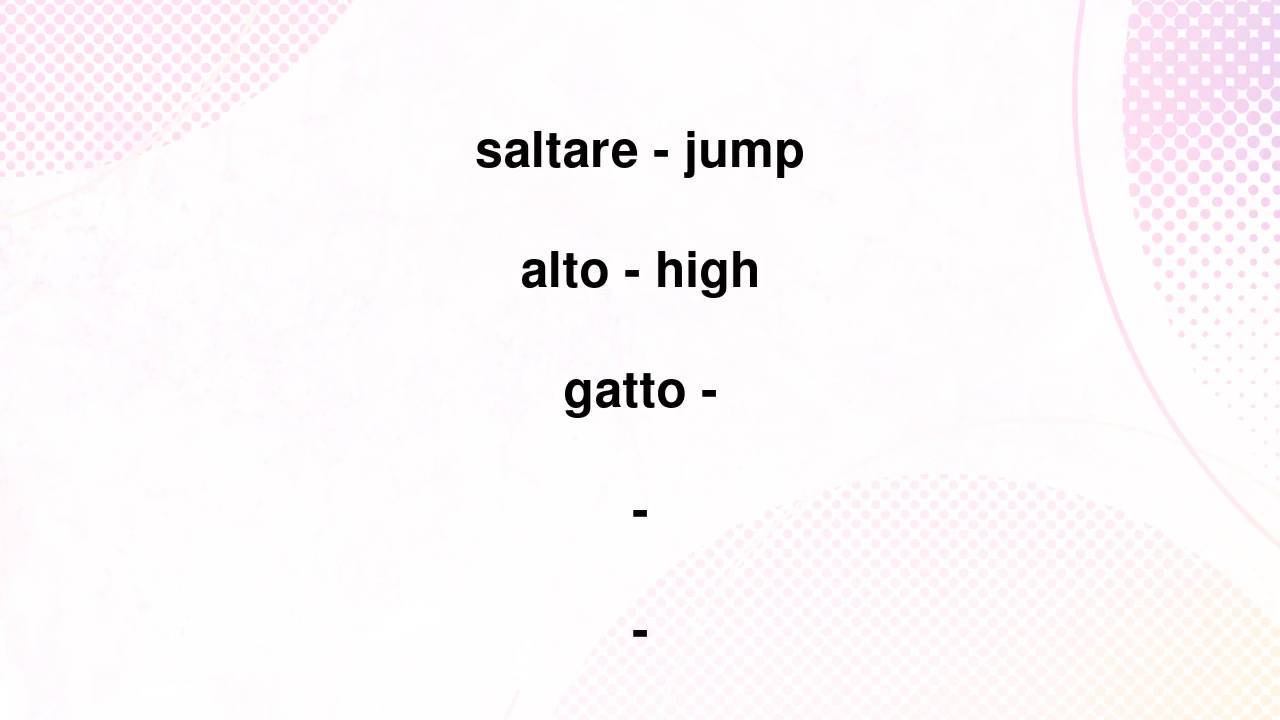 saltare - jump
alto - high
gatto -
-
-